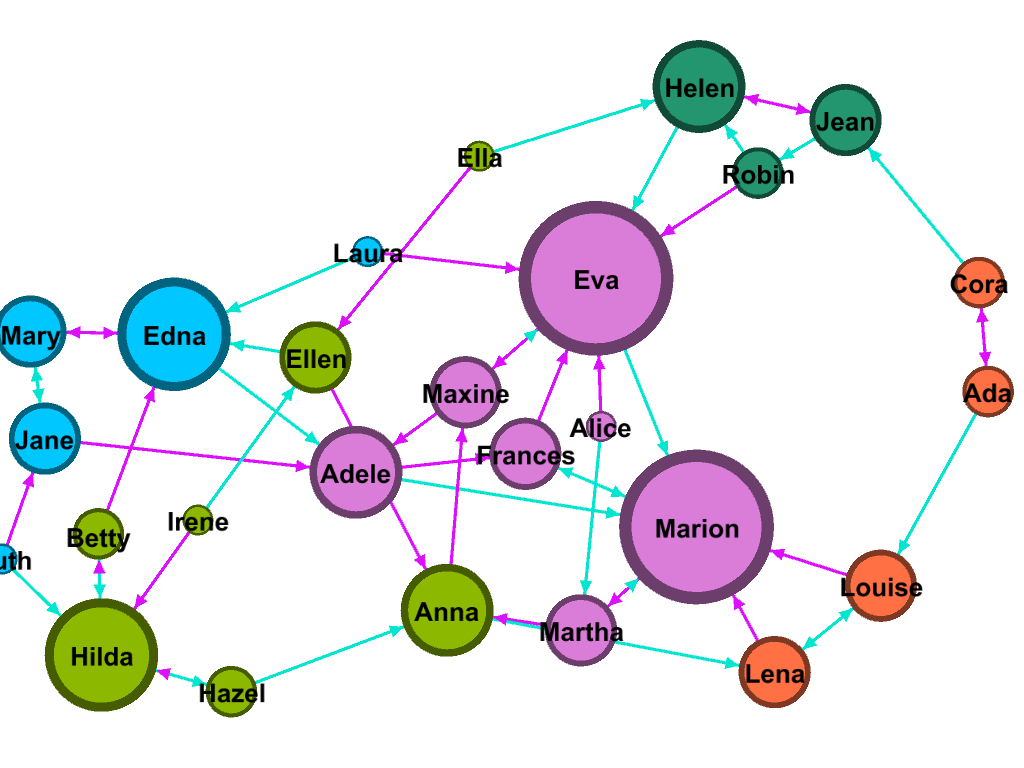 Helen
Jean
Ella
Robin
Laura
Eva
Cora
Mary
Edna
Ellen
Maxine
Ada
Alice
Jane
Frances
Adele
Irene
Marion
Betty
uth
Louise
Anna
Martha
Hilda
Lena
Hazel